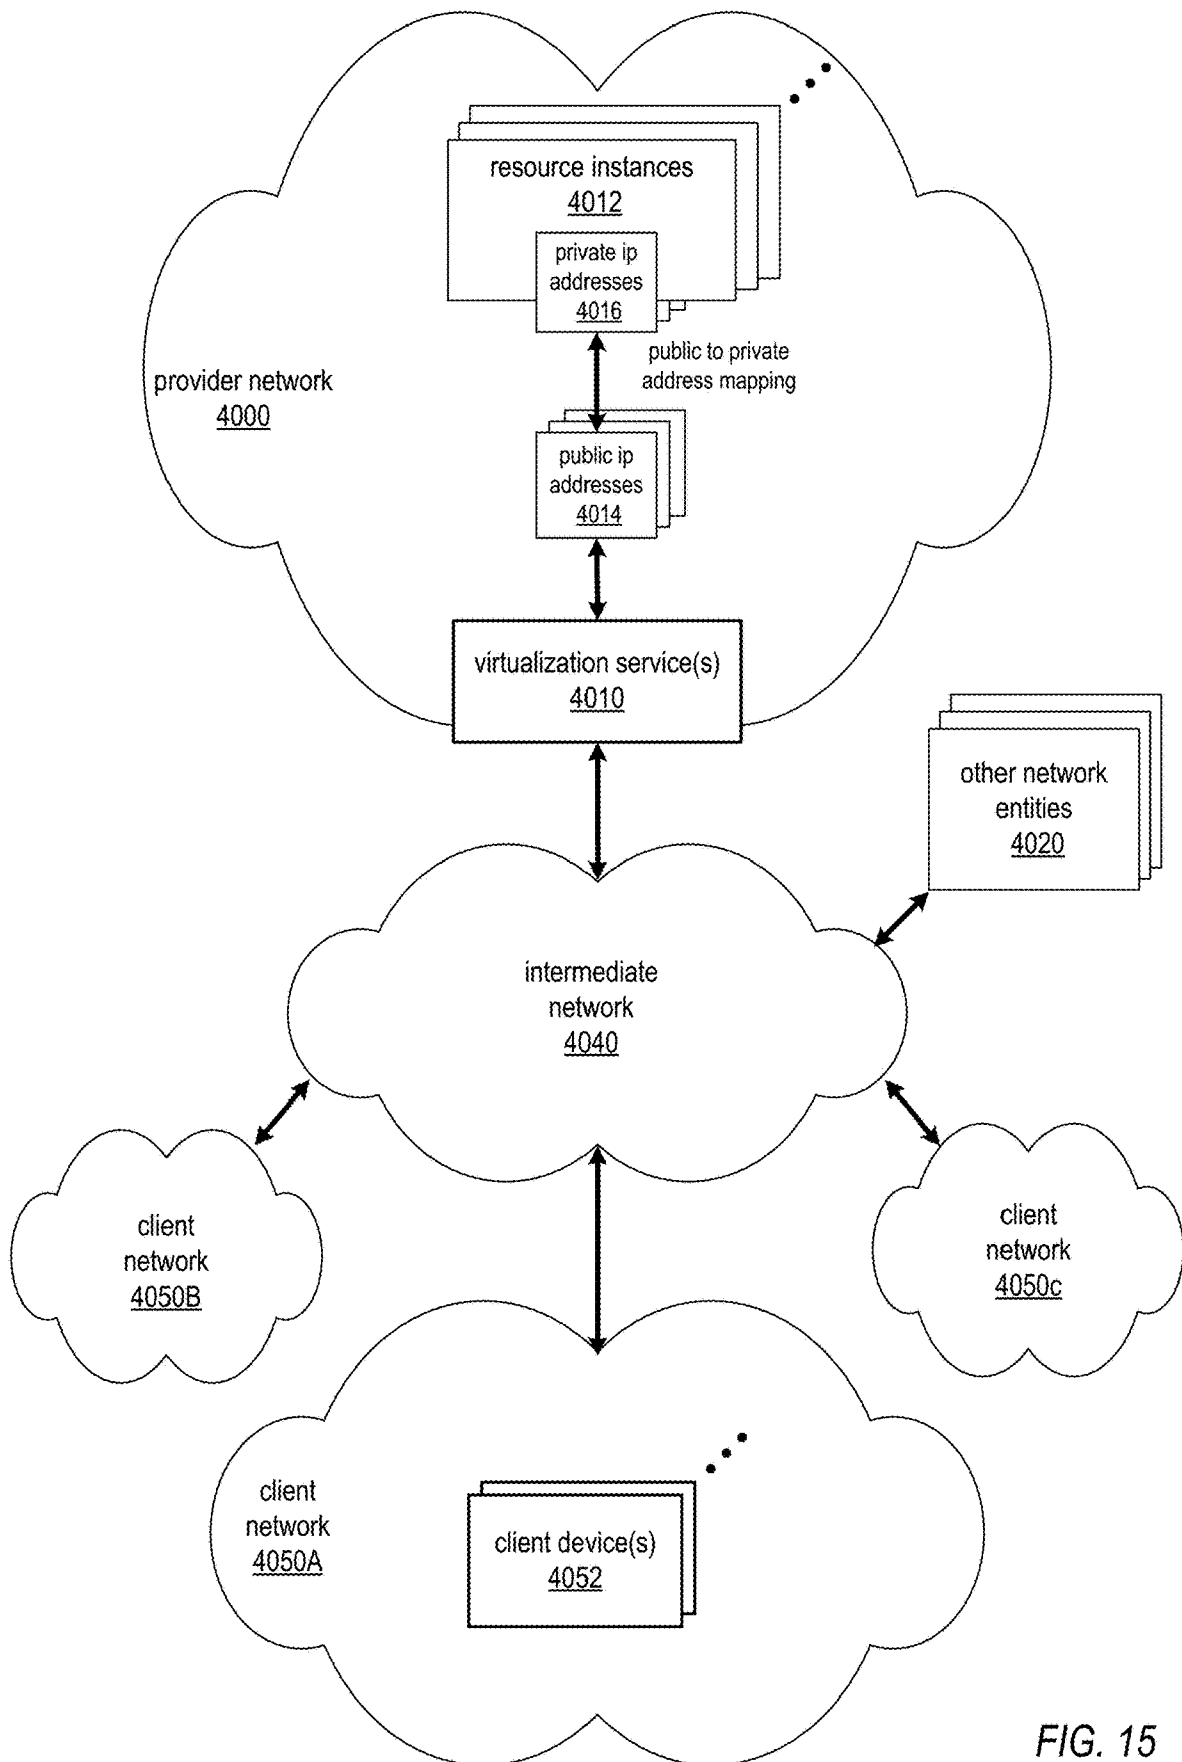 resource instances
4012
private ip
addresses
4016
public to private
address mapping
provider network
4000
public ip
addresses
4014
virtualization service(s)
4010
other network
entities
4020
intermediate
network
4040
client
network
4050B
client
network
4050c
client
network
4050A
client device(s)
4052
FIG. 15